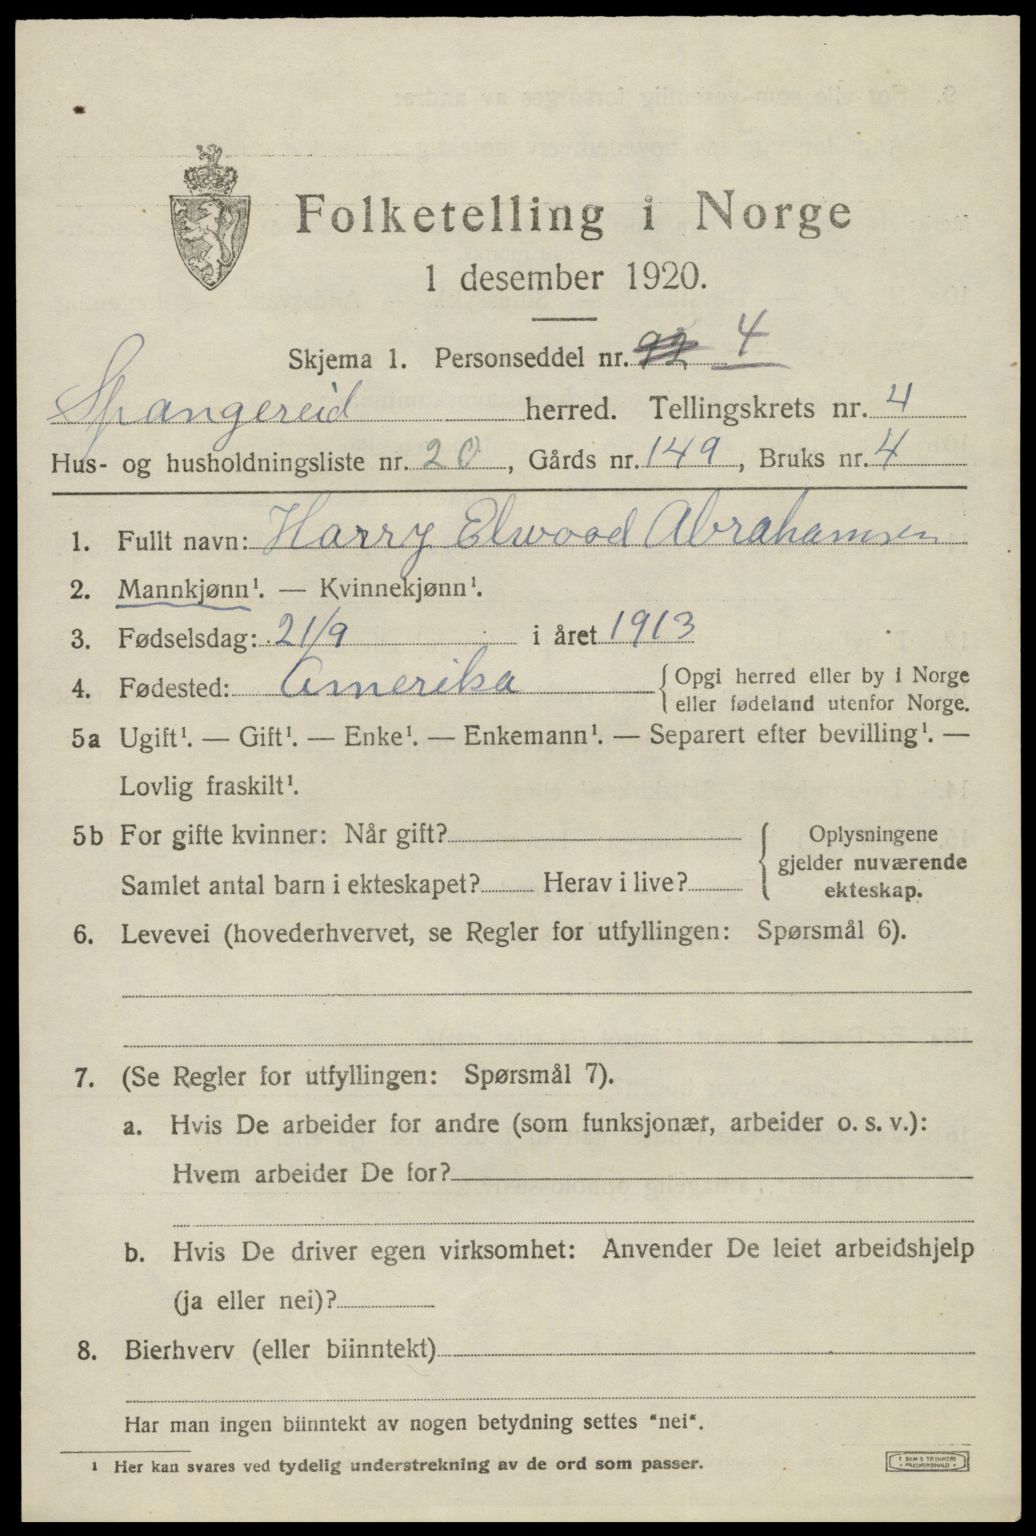 Folketelling i Norge
1 desember 1920.
Skjema 1. Personseddel nr. 92 4
Spangereid herred. Tellingskrets nr. 4
Hus- og husholdningsliste nr. 20, Gårds nr. 149, Bruks nr. 4
1. Fullt navn: Harry Elwood Abrahamsen
2. Mannkjønn¹. — Kvinnekjønn¹.
3. Fødselsdag: 21/9 i året 1913
4. Fødested: Amerika {Opgi herred eller by i Norge
eller fødeland utenfor Norge.
5a Ugift¹. — Gift¹. — Enke¹. — Enkemann¹. — Separert efter bevilling¹. —
Lovlig fraskilt¹.
5b For gifte kvinner: Når gift?
Samlet antal barn i ekteskapet? Herav i live?
{Oplysningene
gjelder nuværende
ekteskap.
6. Levevei (hovederhvervet, se Regler for utfyllingen: Spørsmål 6).
7. (Se Regler for utfyllingen: Spørsmål 7).
a. Hvis De arbeider for andre (som funksjonær, arbeider o. s. v.):
Hvem arbeider De for?
b. Hvis De driver egen virksomhet: Anvender De leiet arbeidshjelp
(ja eller nei)?
8. Bierhverv (eller biinntekt)
Har man ingen biinntekt av nogen betydning settes "nei".
¹ Her kan svares ved tydelig understrekning av de ord som passer.